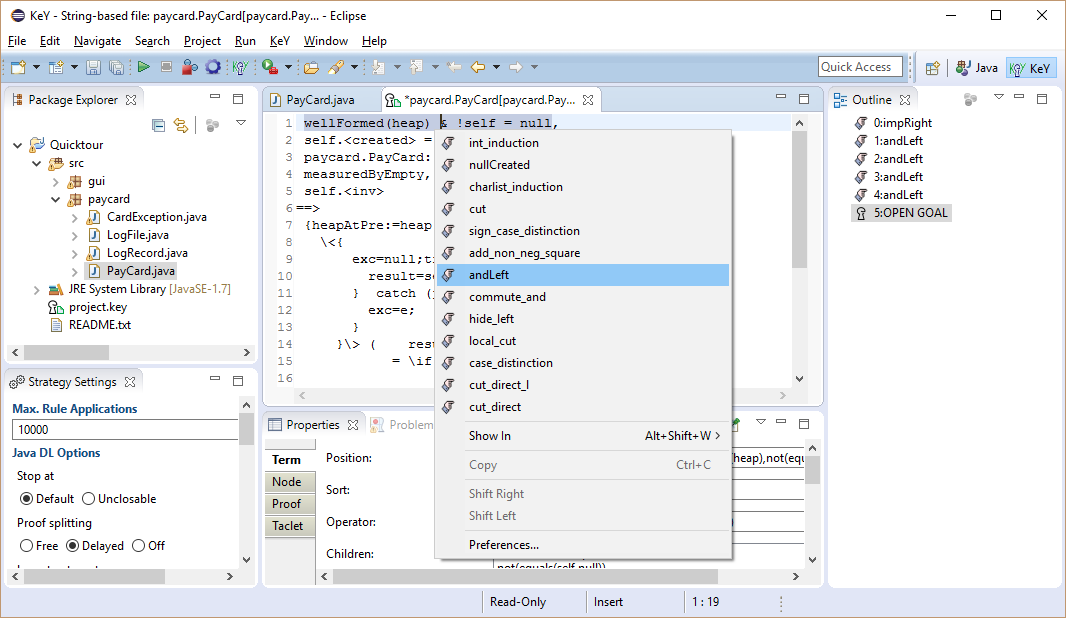 KeY - String-based file: paycard.PayCard[paycard.Pay... - Eclipse
File Edit Navigate Search Project Run KeY Window Help
Quick Access
Java
KeY
Package Explorer
Quicktour
src
gui
paycard
CardException.java
LogFile.java
LogRecord.java
PayCard.java
JRE System Library [JavaSE-1.7]
project.key
README.txt
Strategy Settings
Max. Rule Applications
10000
Java DL Options
Stop at
Default Unclosable
Proof splitting
Free Delayed Off
PayCard.java
*paycard.PayCard[paycard.Pay...
1 wellFormed(heap) & !self = null,
2 self.<created> =
3 paycard.PayCard:
4 measuredByEmpty,
5 self.<inv>
6 ==>
7 {heapAtPre:=heap
8 \<{
9 exc=null;t
10 result=s
11 } catch (
12 exc=e;
13 }
14 }\> ( resu
15 = \if
16
int_induction
nullCreated
charlist_induction
cut
sign_case_distinction
add_non_neg_square
andLeft
commute_and
hide_left
local_cut
case_distinction
cut_direct_l
cut_direct
Show In Alt+Shift+W
Copy Ctrl+C
Shift Right
Shift Left
Preferences...
Properties
Problem
Term
Node
Proof
Taclet
Position:
Sort:
Operator:
Children:
heap),not(equ
not(equals(self,null))
Outline
0:impRight
1:andLeft
2:andLeft
3:andLeft
4:andLeft
5:OPEN GOAL
Read-Only
Insert
1 : 19